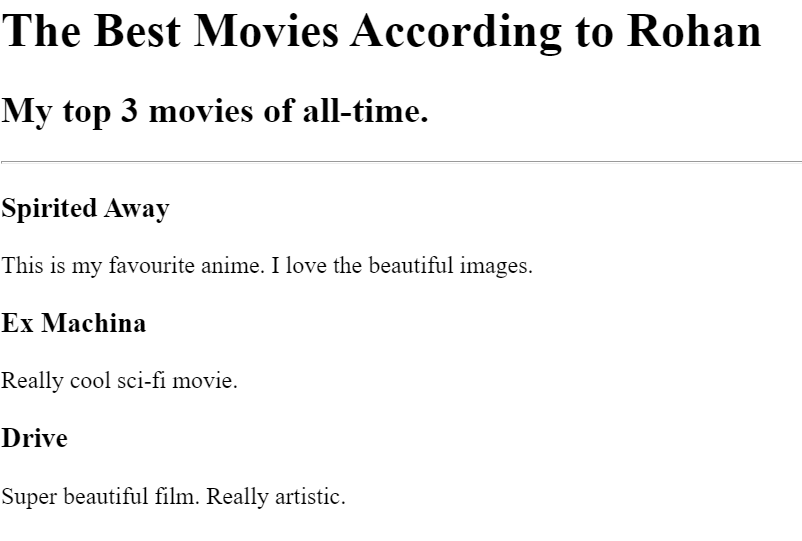 The Best Movies According to Rohan
My top 3 movies of all-time.
Spirited Away
This is my favourite anime. I love the beautiful images.
Ex Machina
Really cool sci-fi movie.
Drive
Super beautiful film. Really artistic.